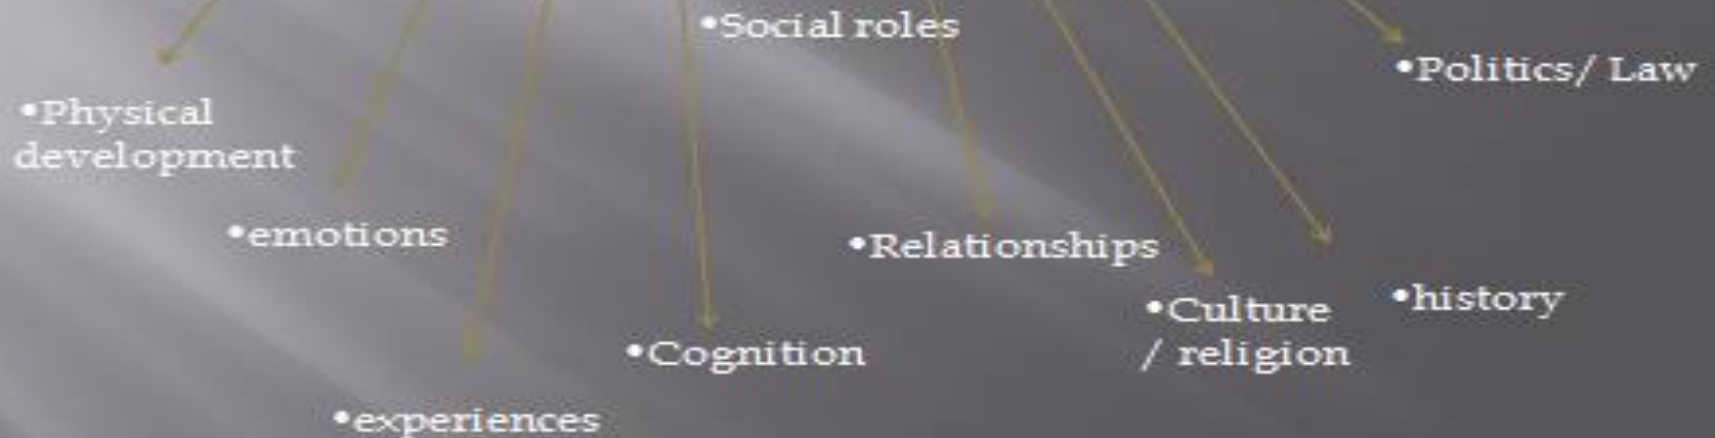 •Social roles
•Politics/ Law
•Physical
development
•emotions
•Relationships
•history
•Culture
/ religion
•Cognition
•experiences